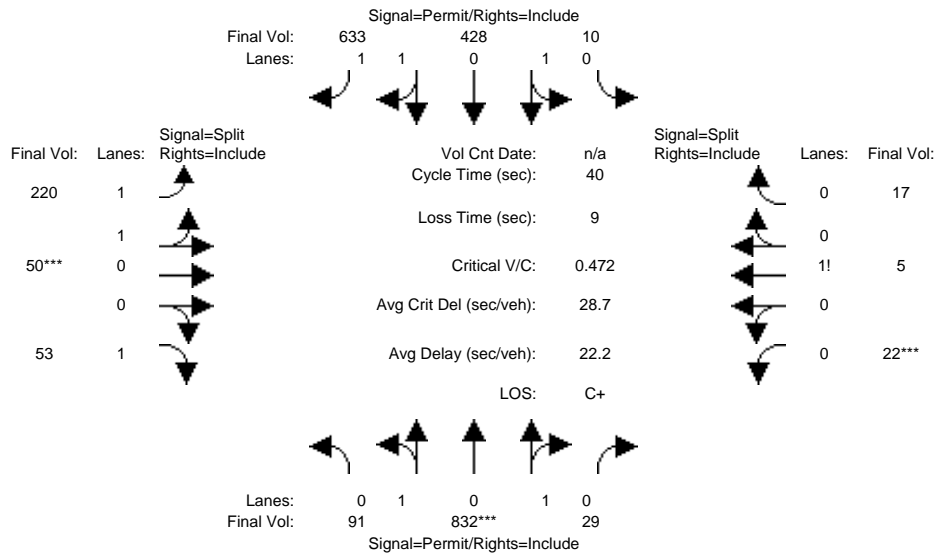 Signal=Permit/Rights=Include
Final Vol: 633 428 10
Lanes: 1 1 0 1 0
Signal=Split Signal=Split
Final Vol: Lanes: Rights=Include Vol Cnt Date: n/a Rights=Include Lanes: Final Vol:
Cycle Time (sec): 40
220 1 0 17
Loss Time (sec): 9
1 0
50*** 0 Critical V/C: 0.472 1! 5
0 Avg Crit Del (sec/veh): 28.7 0
53 1 Avg Delay (sec/veh): 22.2 0 22***
LOS: C+
Lanes: 0 1 0 1 0
Final Vol: 91 832*** 29
Signal=Permit/Rights=Include